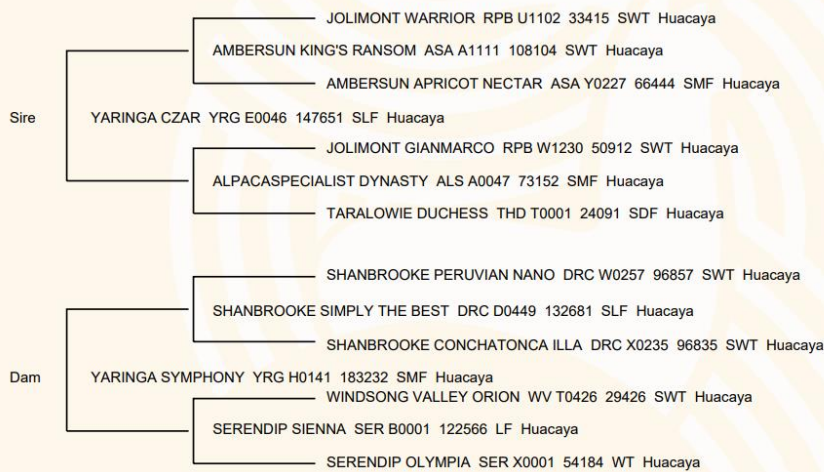 JOLIMONT WARRIOR RPB U1102 33415 SWT Huacaya
AMBERSUN KING'S RANSOM ASA A1111 108104 SWT Huacaya
AMBERSUN APRICOT NECTAR ASA Y0227 66444 SMF Huacaya
Sire YARINGA CZAR YRG E0046 147651 SLF Huacaya
JOLIMONT GIANMARCO RPB W1230 50912 SWT Huacaya
ALPACASPECIALIST DYNASTY ALS A0047 73152 SMF Huacaya
TARALOWIE DUCHESS THD T0001 24091 SDF Huacaya
SHANBROOKE PERUVIAN NANO DRC W0257 96857 SWT Huacaya
SHANBROOKE SIMPLY THE BEST DRC D0449 132681 SLF Huacaya
SHANBROOKE CONCHATONCA ILLA DRC X0235 96835 SWT Huacaya
Dam YARINGA SYMPHONY YRG H0141 183232 SMF Huacaya
WINDSONG VALLEY ORION WV T0426 29426 SWT Huacaya
SERENDIP SIENNA SER B0001 122566 LF Huacaya
SERENDIP OLYMPIA SER X0001 54184 WT Huacaya